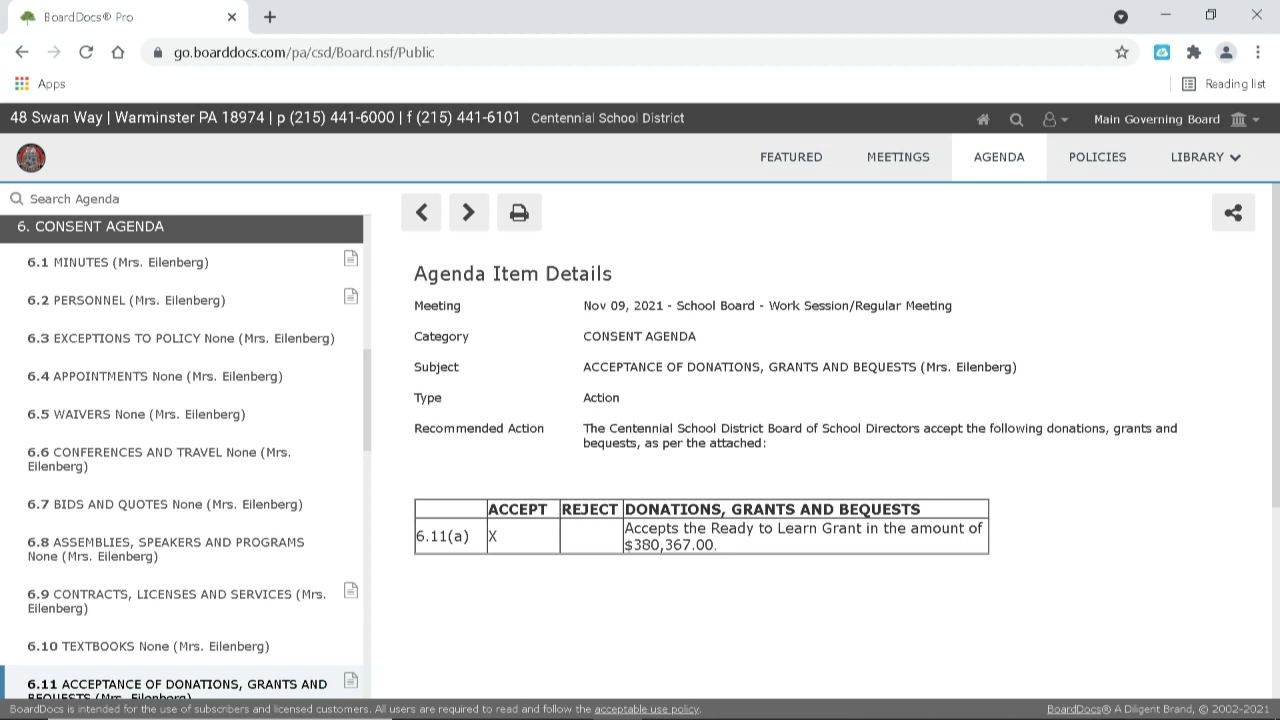 BoardDocs® Pro
go.boarddocs.com/pa/csd/Board.nsf/Public
Apps
Reading list
48 Swan Way | Warminster PA 18974 | p (215) 441-6000 | f (215) 441-6101 Centennial School District
Main Governing Board
FEATURED MEETINGS AGENDA POLICIES LIBRARY
Search Agenda
6. CONSENT AGENDA
6.1 MINUTES (Mrs. Eilenberg)
6.2 PERSONNEL (Mrs. Eilenberg)
6.3 EXCEPTIONS TO POLICY None (Mrs. Eilenberg)
6.4 APPOINTMENTS None (Mrs. Eilenberg)
6.5 WAIVERS None (Mrs. Eilenberg)
6.6 CONFERENCES AND TRAVEL None (Mrs.
Eilenberg)
6.7 BIDS AND QUOTES None (Mrs. Eilenberg)
6.8 ASSEMBLIES, SPEAKERS AND PROGRAMS
None (Mrs. Eilenberg)
6.9 CONTRACTS, LICENSES AND SERVICES (Mrs.
Eilenberg)
6.10 TEXTBOOKS None (Mrs. Eilenberg)
6.11 ACCEPTANCE OF DONATIONS, GRANTS AND
BEQUESTS (Mrs. Eilenberg)
Agenda Item Details
Meeting Nov 09, 2021 - School Board - Work Session/Regular Meeting
Category CONSENT AGENDA
Subject ACCEPTANCE OF DONATIONS, GRANTS AND BEQUESTS (Mrs. Eilenberg)
Type Action
Recommended Action The Centennial School District Board of School Directors accept the following donations, grants and
bequests, as per the attached:
ACCEPT REJECT DONATIONS, GRANTS AND BEQUESTS
6.11(a) X Accepts the Ready to Learn Grant in the amount of
$380,367.00.
BoardDocs is intended for the use of subscribers and licensed customers. All users are required to read and follow the acceptable use policy.
BoardDocs® A Diligent Brand, © 2002-2021